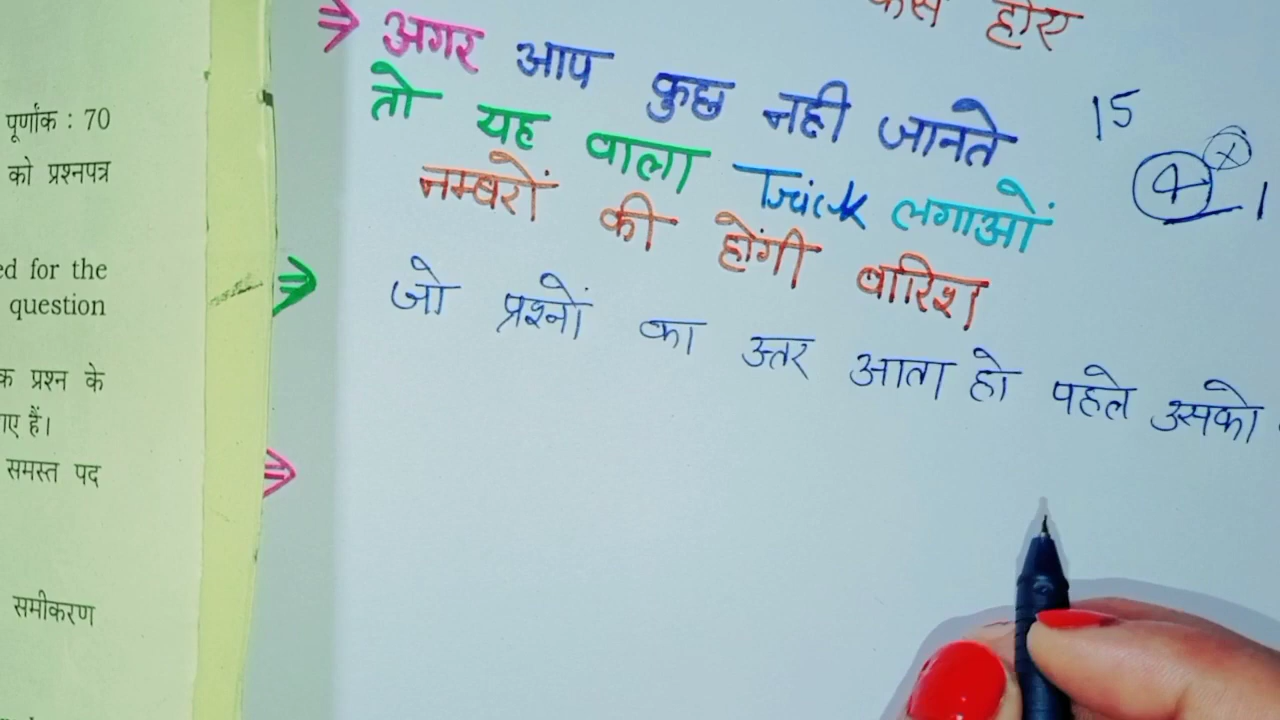 पूर्णांक : 70
को प्रश्नपत्र
ed for the
question
प्रश्न के
हैं।
समस्त पद
समीकरण
कैसे होए
अगर आप कुछ नही जानते
तो यह वाला Trick लगाओं
नम्बरों की होंगी बारिश
जो प्रश्नों का उत्तर आता हो पहले उसको
15